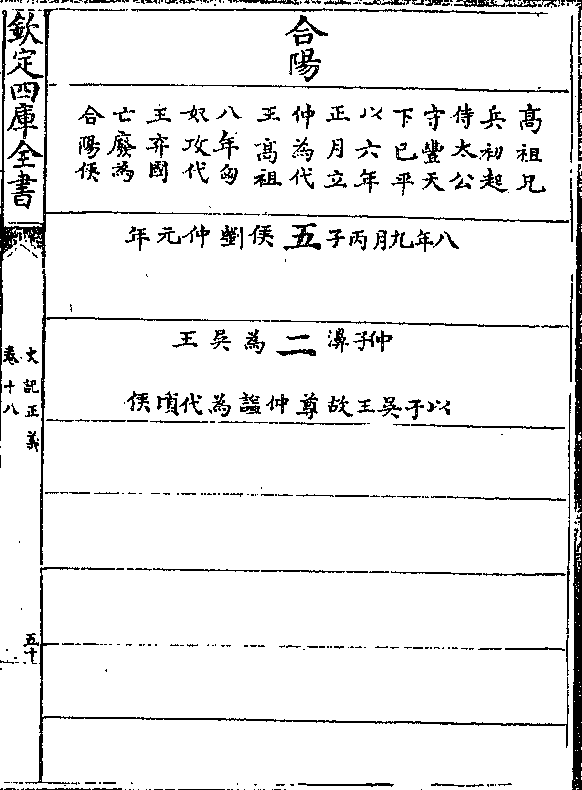 欽定四庫全書
史記正義
卷十八
五十
合陽
高祖兄
兵初起
侍太公
守豐天
下已平
以六年
正月立
仲為代
王高祖
八年匈
奴攻代
王弃國
亡廢為
合陽侯
八年九月丙子五侯劉仲元年
仲子濞二為吳王
以子吳王故尊仲諡為代頃侯